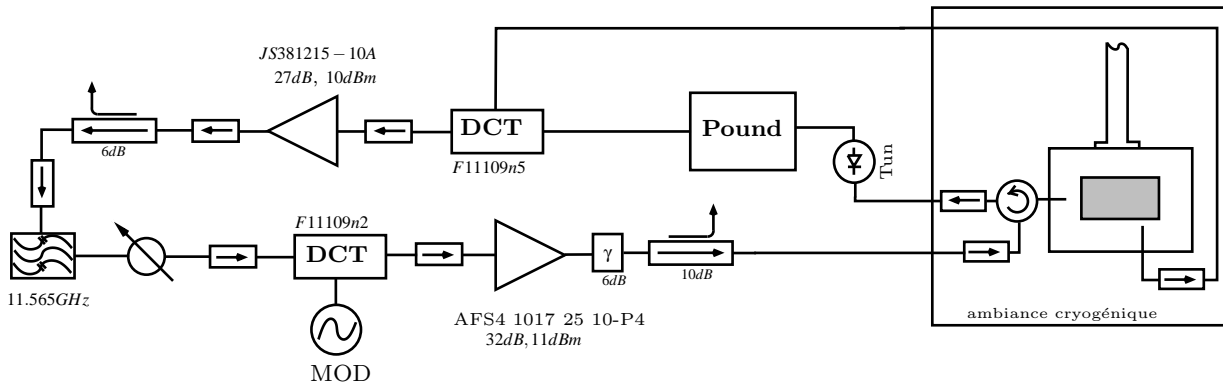 JS381215 − 10A
27dB, 10dBm
6dB
DCT
F11109n5
Pound
Tun
11.565GHz
F11109n2
DCT
MOD
AFS4 1017 25 10-P4
32dB, 11dBm
γ
6dB
10dB
ambiance cryogénique